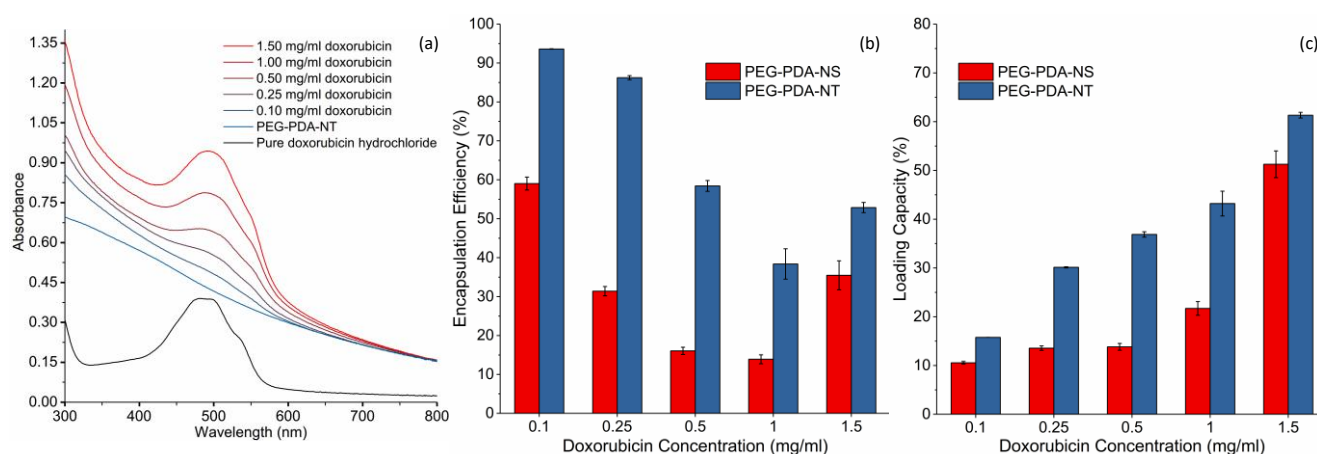 (a)
1.50 mg/ml doxorubicin
1.00 mg/ml doxorubicin
0.50 mg/ml doxorubicin
0.25 mg/ml doxorubicin
0.10 mg/ml doxorubicin
PEG-PDA-NT
Pure doxorubicin hydrochloride
Absorbance
1.35
1.20
1.05
0.90
0.75
0.60
0.45
0.30
0.15
0.00
300 400 500 600 700 800
Wavelength (nm)
(b)
PEG-PDA-NS
PEG-PDA-NT
Encapsulation Efficiency (%)
100
90
80
70
60
50
40
30
20
10
0
0.1 0.25 0.5 1 1.5
Doxorubicin Concentration (mg/ml)
(c)
PEG-PDA-NS
PEG-PDA-NT
Loading Capacity (%)
80
70
60
50
40
30
20
10
0
0.1 0.25 0.5 1 1.5
Doxorubicin Concentration (mg/ml)